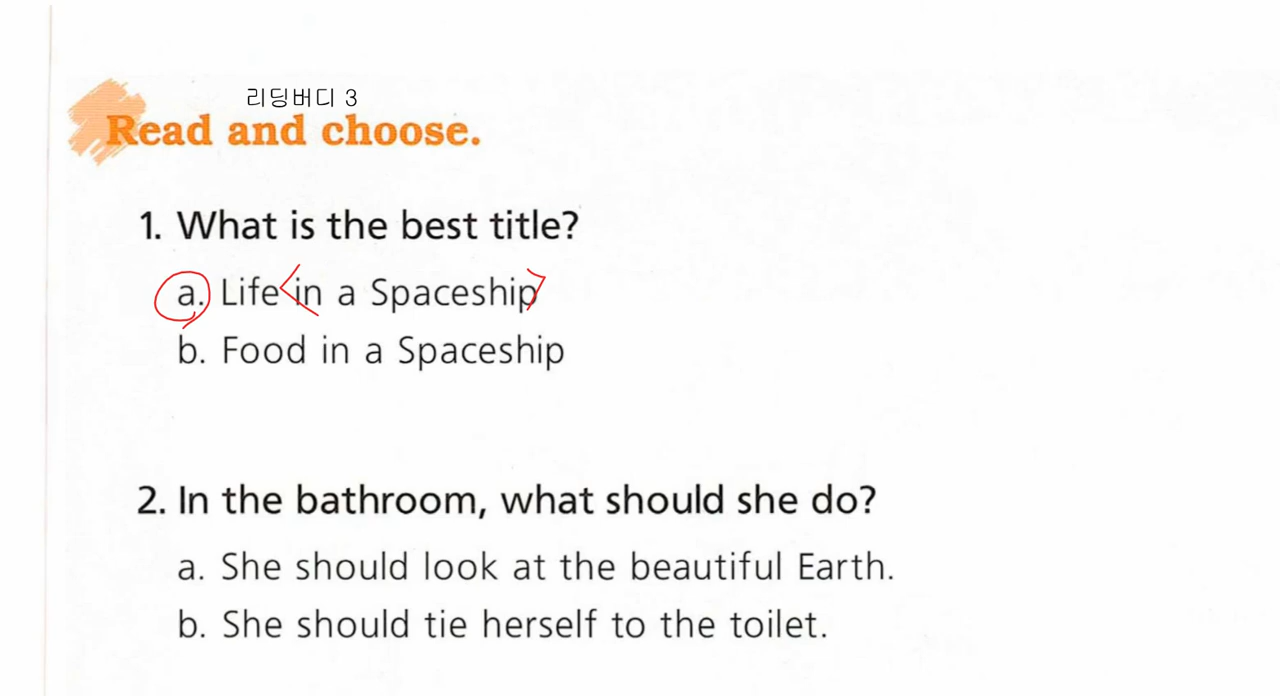 리딩버디 3
Read and choose.
1. What is the best title?
a. Life <in a Spaceship>
b. Food in a Spaceship
2. In the bathroom, what should she do?
a. She should look at the beautiful Earth.
b. She should tie herself to the toilet.